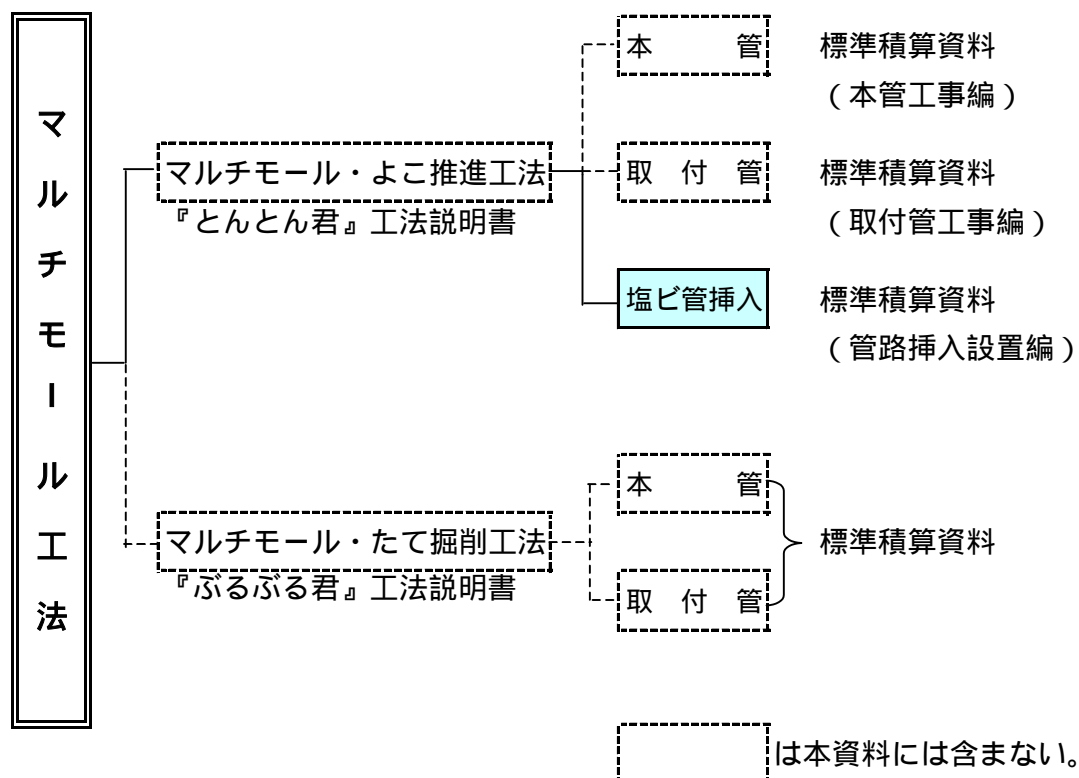 マルチモール工法
マルチモール・よこ推進工法
『とんとん君』工法説明書
本　　　管
標準積算資料
(本管工事編)
取　付　管
標準積算資料
(取付管工事編)
塩ビ管挿入
標準積算資料
(管路挿入設置編)
マルチモール・たて掘削工法
『ぶるぶる君』工法説明書
本　　　管
取　付　管
標準積算資料
は本資料には含まない。